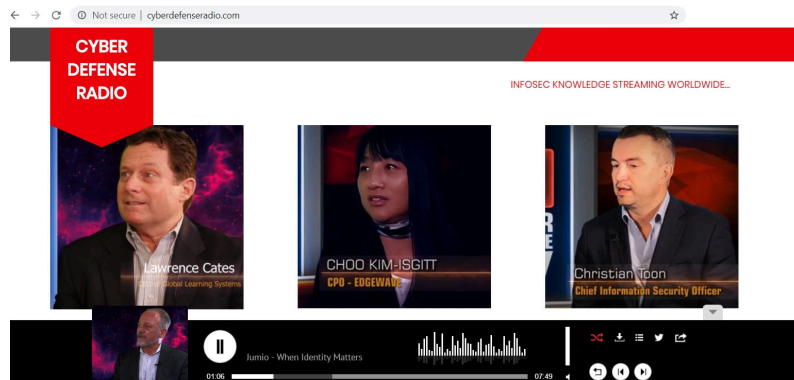 Not secure | cyberdefenseradio.com
CYBER
DEFENSE
RADIO
INFOSEC KNOWLEDGE STREAMING WORLDWIDE...
Lawrence Cates
Global Learning Systems
CHOO KIM-ISGITT
CPO - EDGEWAVE
Christian Toon
Chief Information Security Officer
Jumio - When Identity Matters
01:06
07:49